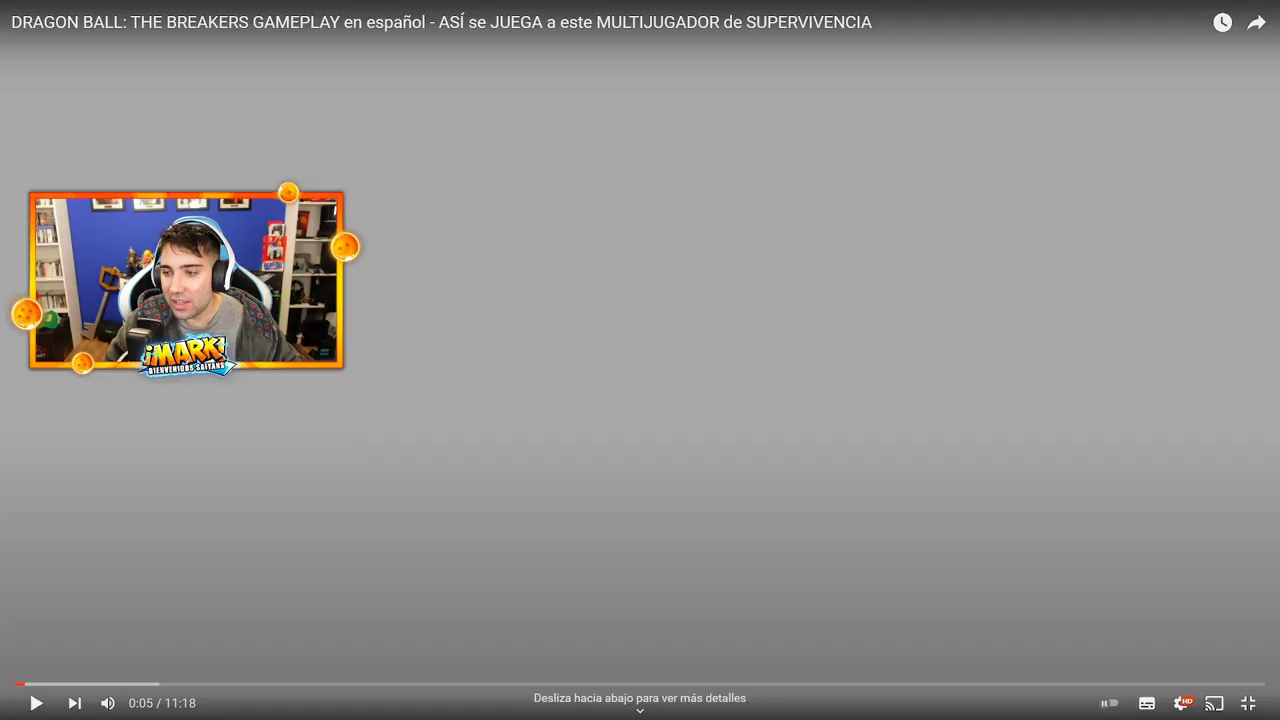 DRAGON BALL: THE BREAKERS GAMEPLAY en español - ASÍ se JUEGA a este MULTIJUGADOR de SUPERVIVENCIA
¡MARK!
BIENVENIDOS SAIYANS
0:05 / 11:18
Desliza hacia abajo para ver más detalles
HD